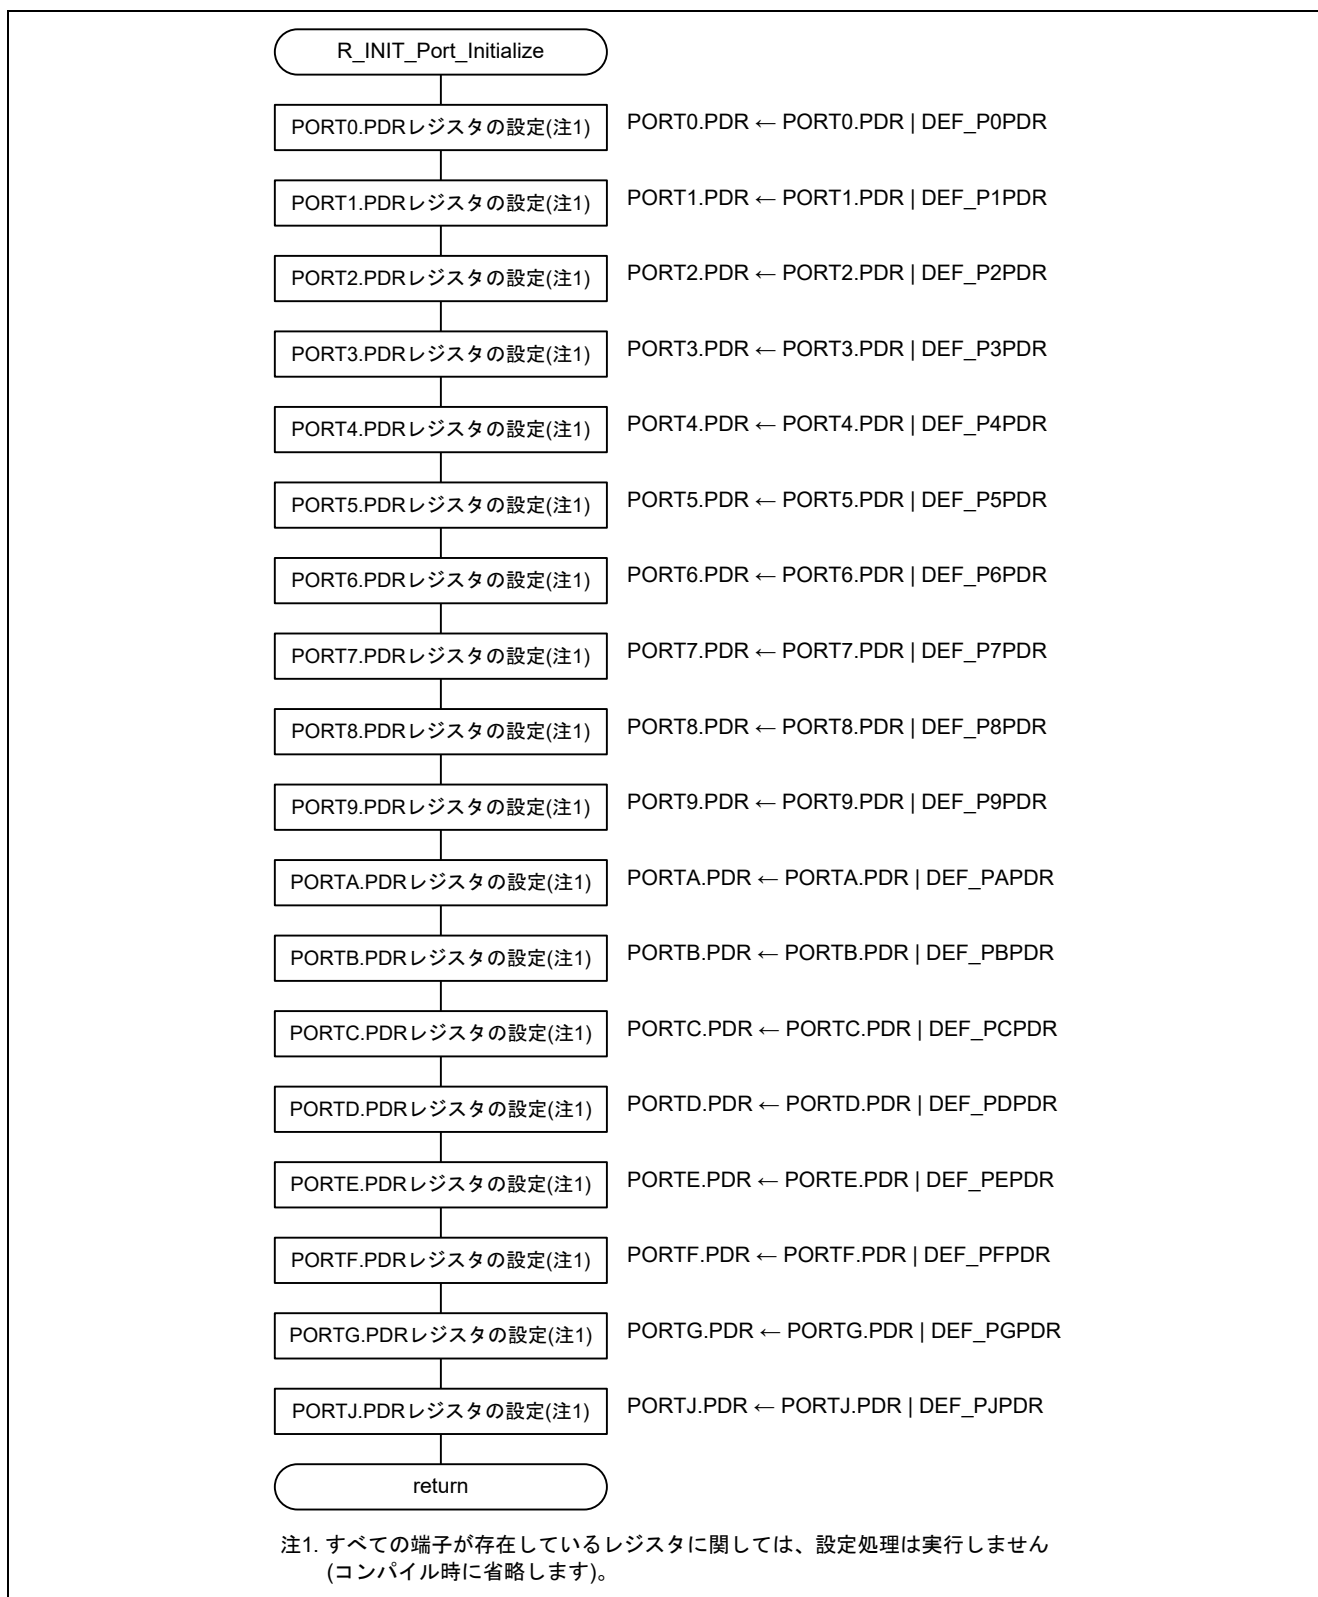 R_INIT_Port_Initialize
PORT0.PDRレジスタの設定(注1)
PORT0.PDR ← PORT0.PDR | DEF_P0PDR
PORT1.PDRレジスタの設定(注1)
PORT1.PDR ← PORT1.PDR | DEF_P1PDR
PORT2.PDRレジスタの設定(注1)
PORT2.PDR ← PORT2.PDR | DEF_P2PDR
PORT3.PDRレジスタの設定(注1)
PORT3.PDR ← PORT3.PDR | DEF_P3PDR
PORT4.PDRレジスタの設定(注1)
PORT4.PDR ← PORT4.PDR | DEF_P4PDR
PORT5.PDRレジスタの設定(注1)
PORT5.PDR ← PORT5.PDR | DEF_P5PDR
PORT6.PDRレジスタの設定(注1)
PORT6.PDR ← PORT6.PDR | DEF_P6PDR
PORT7.PDRレジスタの設定(注1)
PORT7.PDR ← PORT7.PDR | DEF_P7PDR
PORT8.PDRレジスタの設定(注1)
PORT8.PDR ← PORT8.PDR | DEF_P8PDR
PORT9.PDRレジスタの設定(注1)
PORT9.PDR ← PORT9.PDR | DEF_P9PDR
PORTA.PDRレジスタの設定(注1)
PORTA.PDR ← PORTA.PDR | DEF_PAPDR
PORTB.PDRレジスタの設定(注1)
PORTB.PDR ← PORTB.PDR | DEF_PBPDR
PORTC.PDRレジスタの設定(注1)
PORTC.PDR ← PORTC.PDR | DEF_PCPDR
PORTD.PDRレジスタの設定(注1)
PORTD.PDR ← PORTD.PDR | DEF_PDPDR
PORTE.PDRレジスタの設定(注1)
PORTE.PDR ← PORTE.PDR | DEF_PEPDR
PORTF.PDRレジスタの設定(注1)
PORTF.PDR ← PORTF.PDR | DEF_PFPDR
PORTG.PDRレジスタの設定(注1)
PORTG.PDR ← PORTG.PDR | DEF_PGPDR
PORTJ.PDRレジスタの設定(注1)
PORTJ.PDR ← PORTJ.PDR | DEF_PJPDR
return
注1. すべての端子が存在しているレジスタに関しては、設定処理は実行しません
(コンパイル時に省略します)。